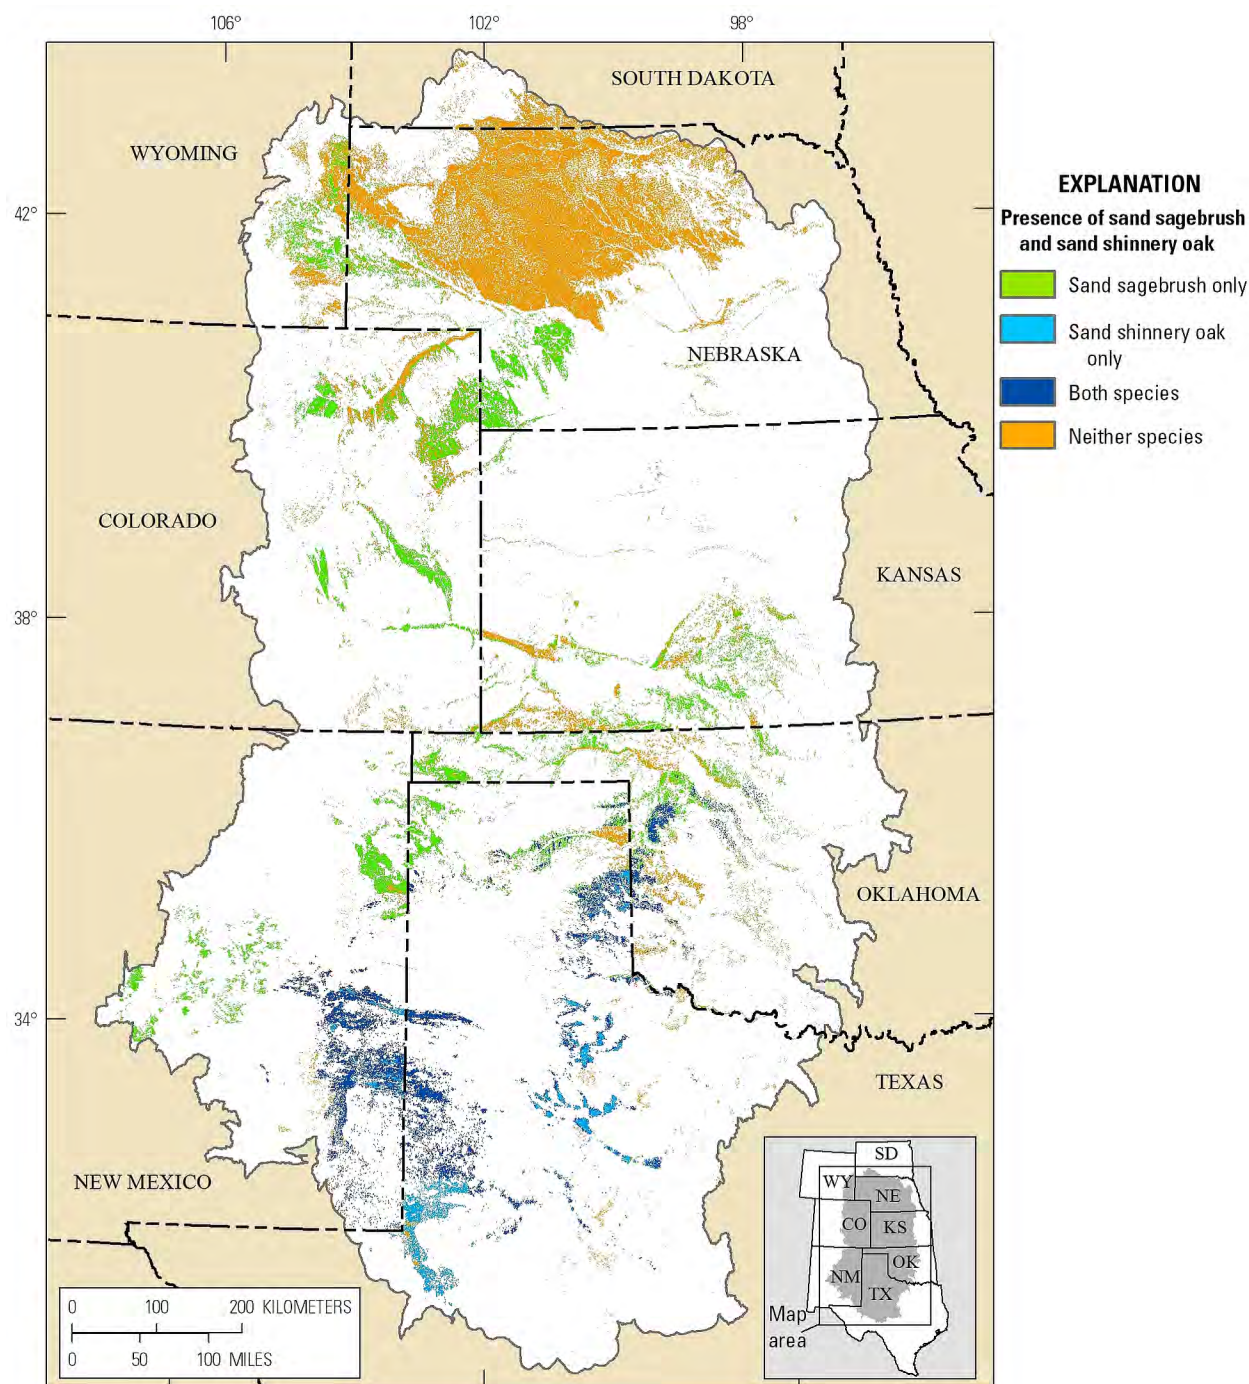 106°
102°
98°
SOUTH DAKOTA
WYOMING
42°
EXPLANATION
Presence of sand sagebrush
and sand shinnery oak
Sand sagebrush only
Sand shinnery oak
only
Both species
Neither species
NEBRASKA
COLORADO
KANSAS
38°
OKLAHOMA
34°
TEXAS
NEW MEXICO
SD
WY
NE
CO
KS
OK
NM
TX
Map
area
0 100 200 KILOMETERS
0 50 100 MILES